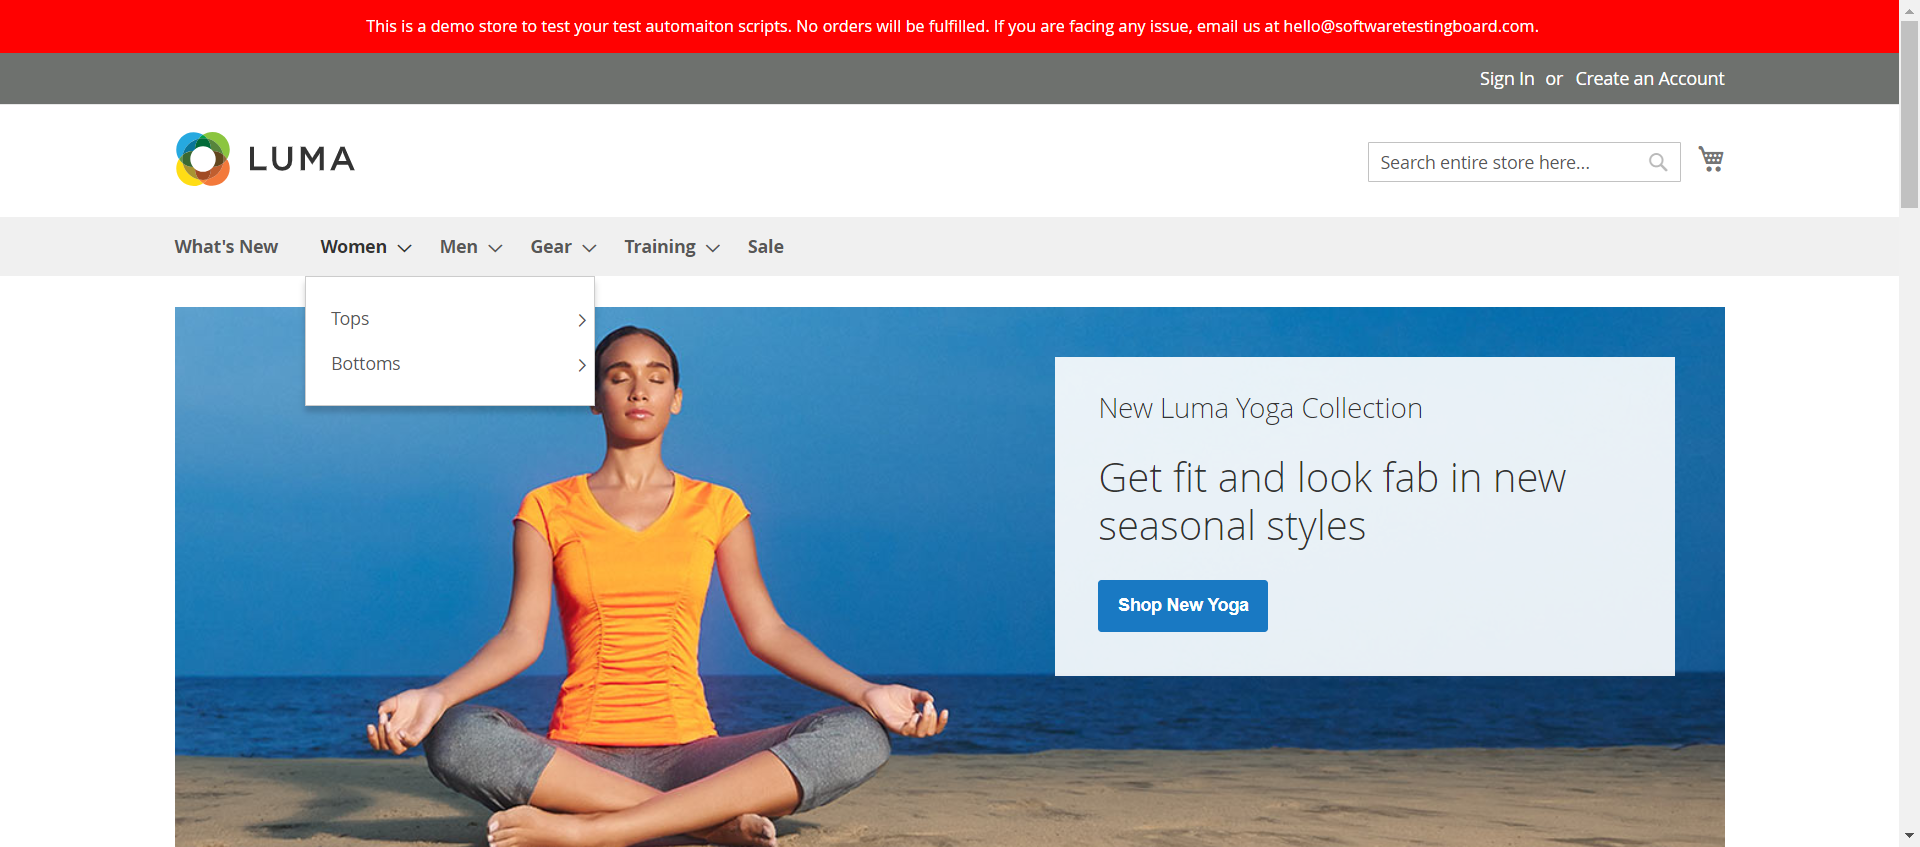 This is a demo store to test your test automaiton scripts. No orders will be fulfilled. If you are facing any issue, email us at hello@softwaretestingboard.com.
Sign In or Create an Account
LUMA
Search entire store here...
What's New Women Men Gear Training Sale
Tops
Bottoms
New Luma Yoga Collection
Get fit and look fab in new
seasonal styles
Shop New Yoga